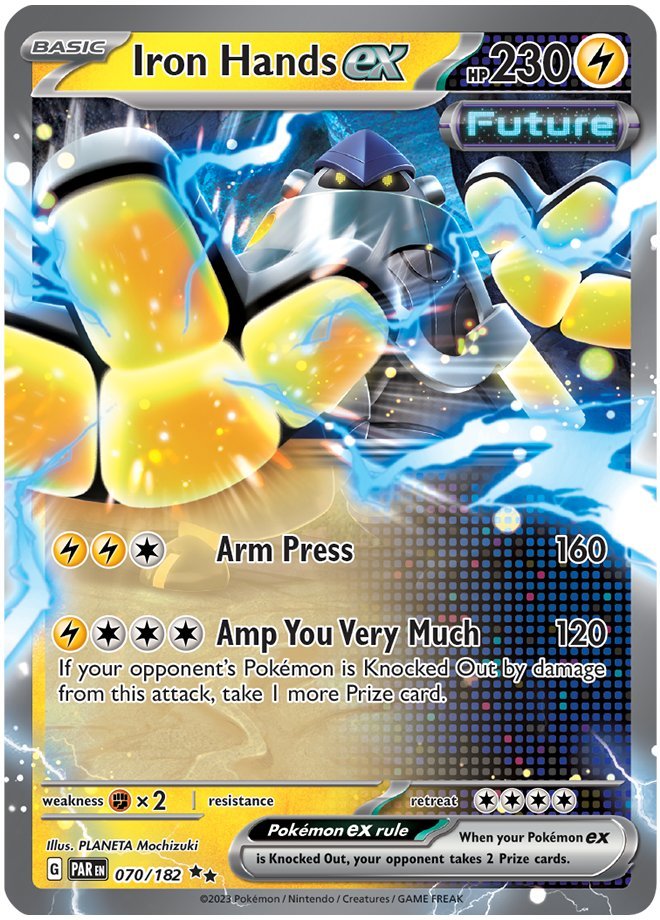 BASIC Iron Hands ex HP 230
Future
Arm Press 160
Amp You Very Much 120
If your opponent's Pokémon is Knocked Out by damage
from this attack, take 1 more Prize card.
weakness ×2 resistance retreat
Illus. PLANETA Mochizuki
Pokémon ex rule When your Pokémon ex
is Knocked Out, your opponent takes 2 Prize cards.
G PAR EN 070/182 ★★
©2023 Pokémon / Nintendo / Creatures / GAME FREAK